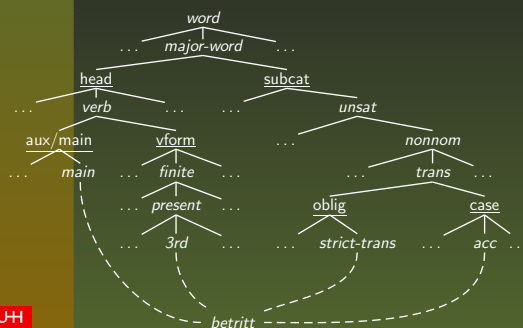 word
... major-word ...
head subcat
... verb ... ... unsat
aux/main vform ... nonnom
... main ... finite ... ... trans ...
... present ... oblig case
... 3rd ... ... strict-trans ... acc ...
betritt